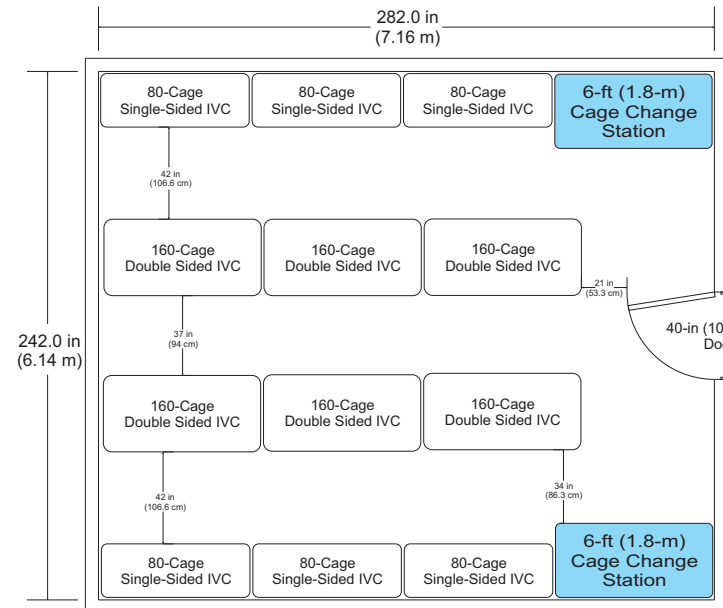 282.0 in
(7.16 m)
80-Cage
Single-Sided IVC
80-Cage
Single-Sided IVC
80-Cage
Single-Sided IVC
6-ft (1.8-m)
Cage Change
Station
42 in
(106.6 cm)
160-Cage
Double Sided IVC
160-Cage
Double Sided IVC
160-Cage
Double Sided IVC
21 in
(53.3 cm)
242.0 in
(6.14 m)
37 in
(94 cm)
40-in (10
Do
160-Cage
Double Sided IVC
160-Cage
Double Sided IVC
160-Cage
Double Sided IVC
42 in
(106.6 cm)
34 in
(86.3 cm)
80-Cage
Single-Sided IVC
80-Cage
Single-Sided IVC
80-Cage
Single-Sided IVC
6-ft (1.8-m)
Cage Change
Station